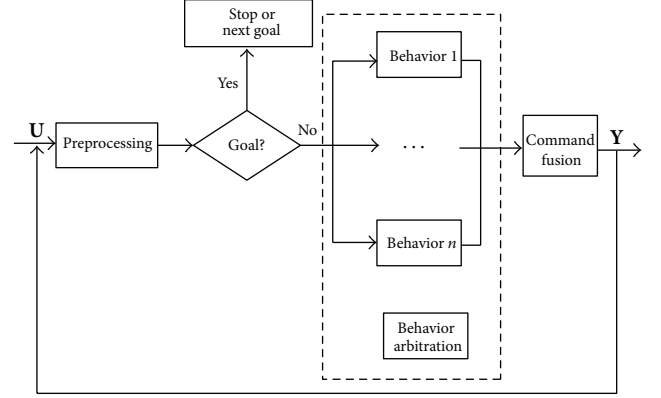 Stop or
next goal
Yes
U
Preprocessing
Goal?
No
Behavior 1
...
Behavior n
Behavior
arbitration
Command
fusion
Y